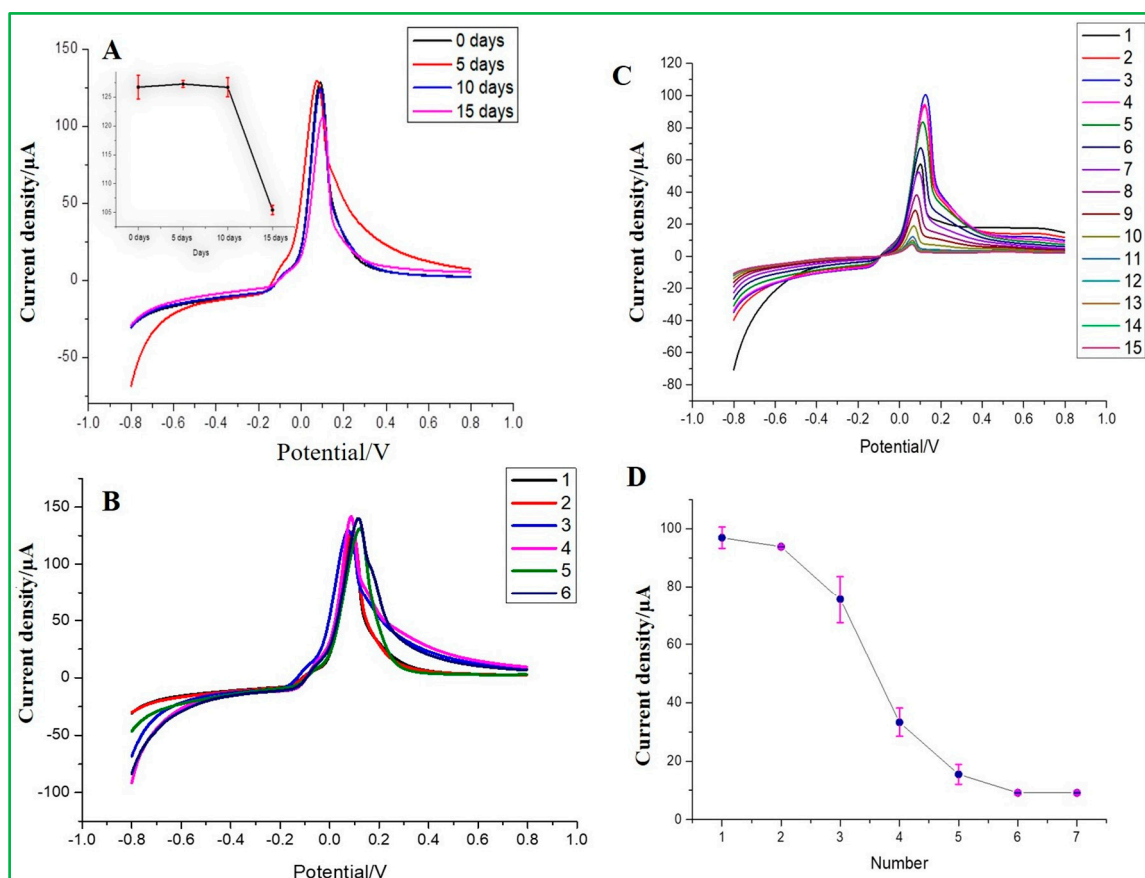 A
0 days
5 days
10 days
15 days
150
100
50
0
-50
Current density/µA
125
120
115
110
105
0 days 5 days 10 days 15 days
Days
-1.0 -0.8 -0.6 -0.4 -0.2 0.0 0.2 0.4 0.6 0.8 1.0
Potential/V
C
1
2
3
4
5
6
7
8
9
10
11
12
13
14
15
120
100
80
60
40
20
0
-20
-40
-60
-80
Current density/µA
-1.0 -0.8 -0.6 -0.4 -0.2 0.0 0.2 0.4 0.6 0.8 1.0
Potential/V
B
1
2
3
4
5
6
150
100
50
0
-50
-100
Current density/µA
-1.0 -0.8 -0.6 -0.4 -0.2 0.0 0.2 0.4 0.6 0.8 1.0
Potential/V
D
100
80
60
40
20
0
Current density/µA
1 2 3 4 5 6 7
Number